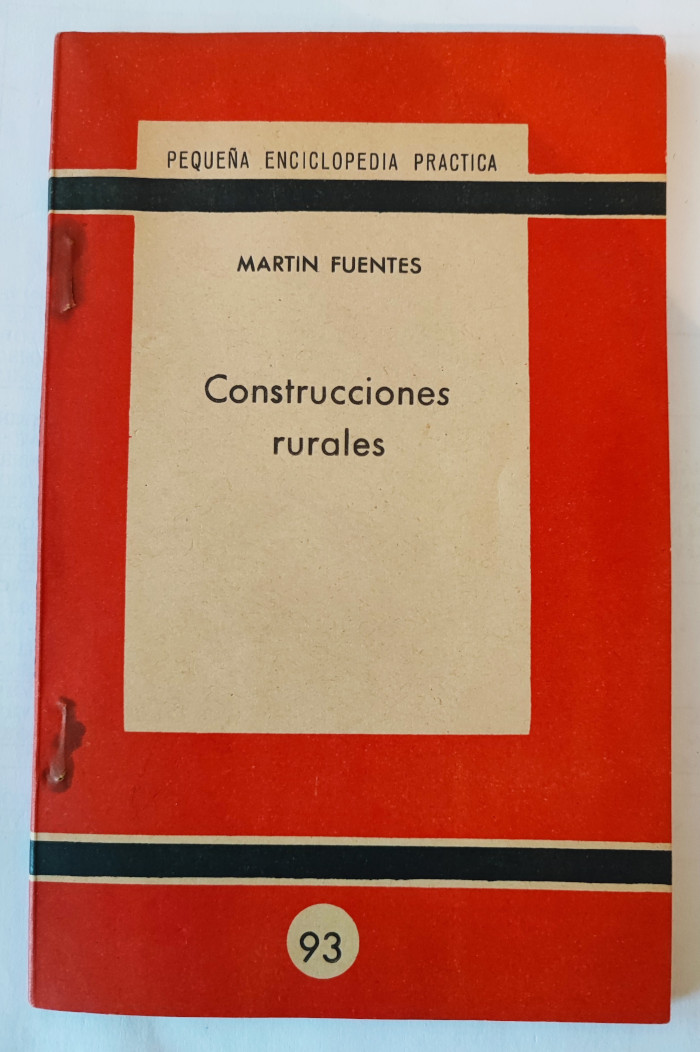 PEQUEÑA ENCICLOPEDIA PRACTICA
MARTIN FUENTES
Construcciones
rurales
93